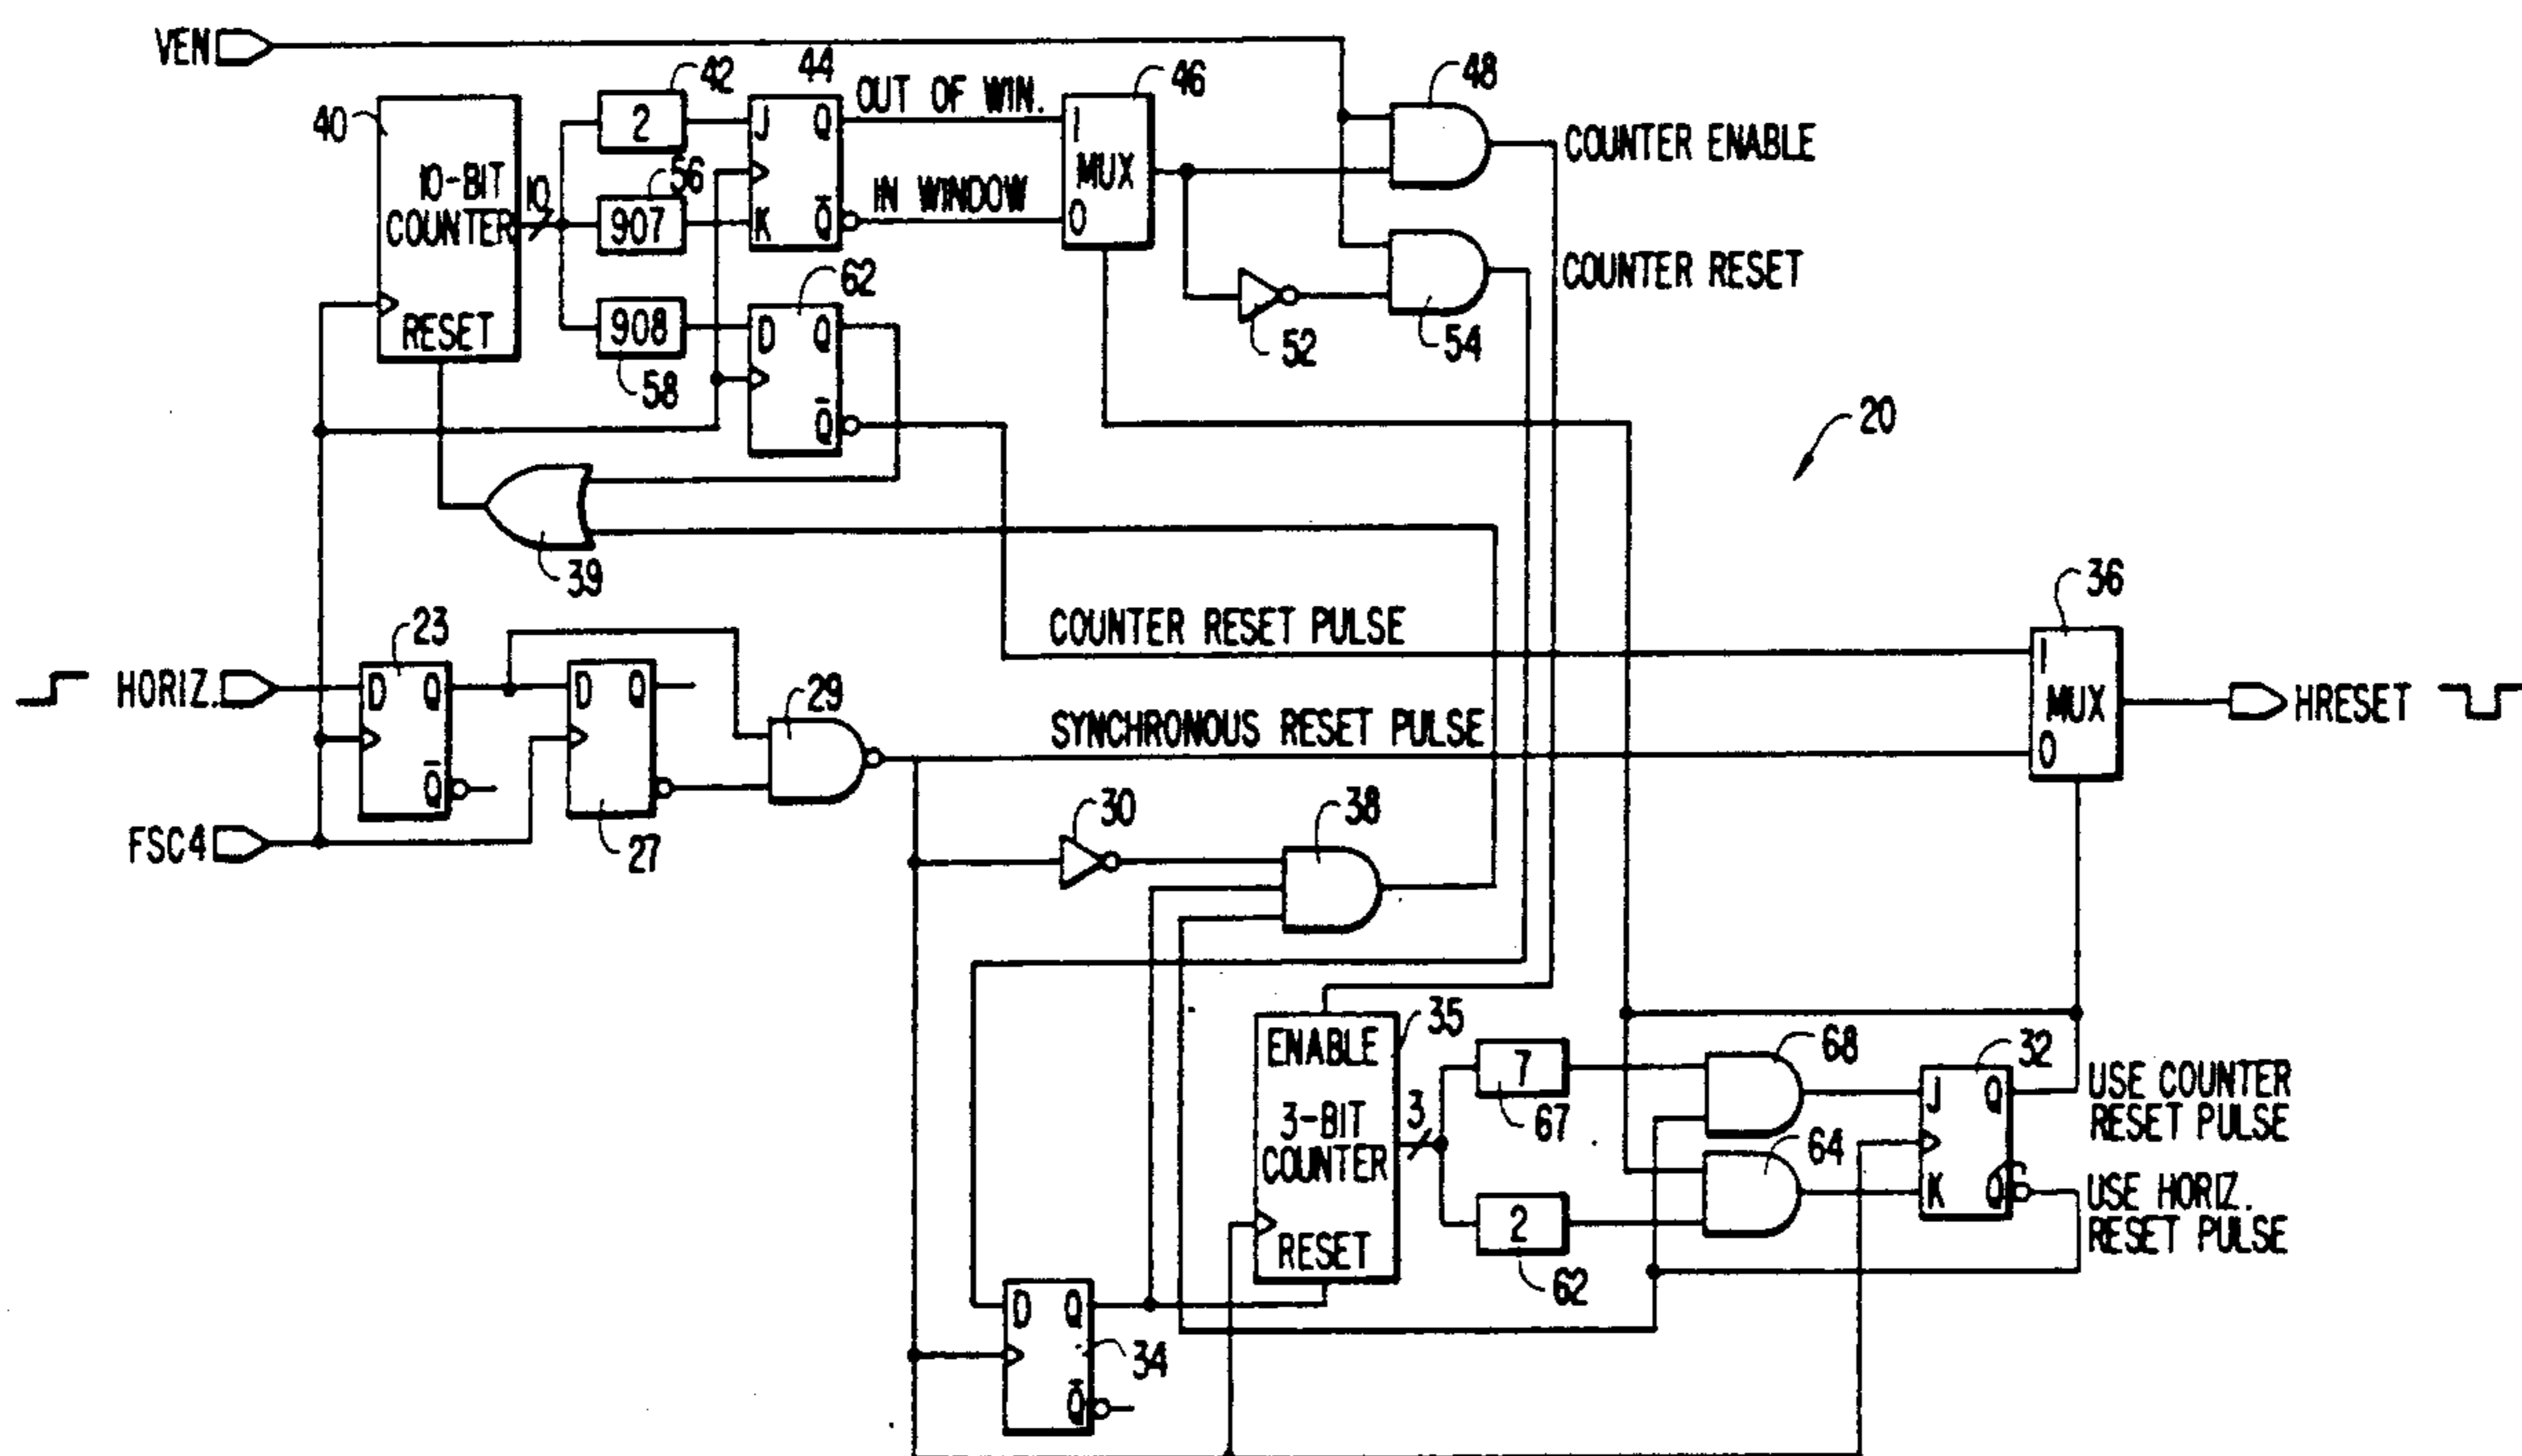 VEN
40
10-BIT
COUNTER
RESET
10
2
42
907
56
908
58
44
J Q
K Q̄
OUT OF WIN.
IN WINDOW
62
D Q
Q̄
46
1
MUX
0
48
COUNTER ENABLE
52
54
COUNTER RESET
20
39
HORIZ.
23
D Q
Q̄
D Q
27
29
FSC4
COUNTER RESET PULSE
SYNCHRONOUS RESET PULSE
36
1
MUX
0
HRESET
30
38
ENABLE
35
3-BIT
COUNTER
RESET
3
7
67
2
62
68
64
32
J Q
K Q̄
USE COUNTER
RESET PULSE
USE HORIZ.
RESET PULSE
D Q
34
Q̄